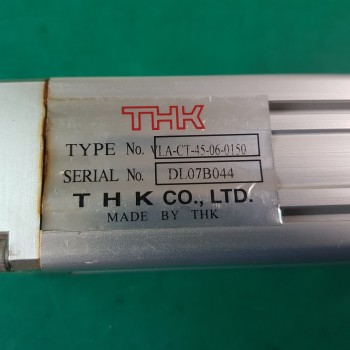 THK
TYPE No. VLA-CT-45-06-0150
SERIAL No. DL07B044
THK CO., LTD.
MADE BY THK